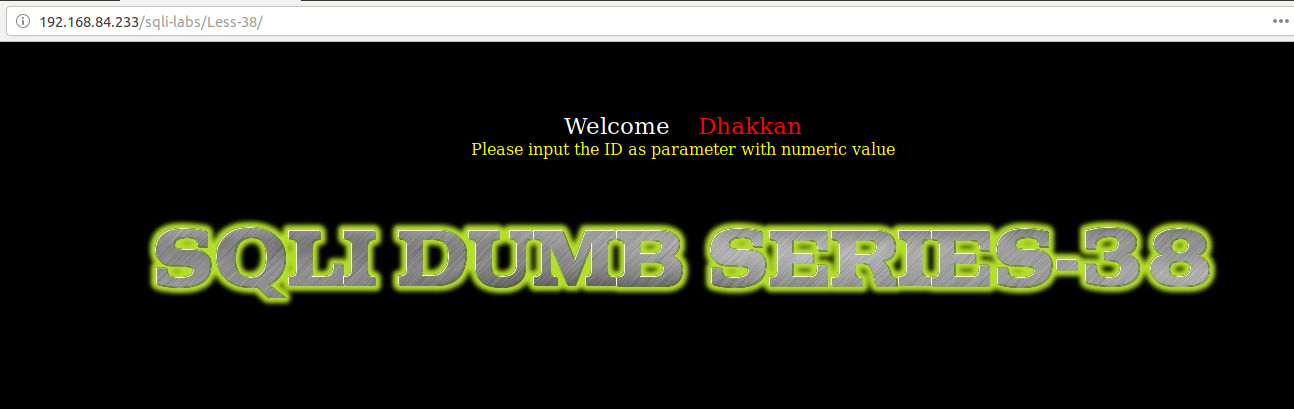 192.168.84.233/sqli-labs/Less-38/
Welcome Dhakkan
Please input the ID as parameter with numeric value
SQLI DUMB SERIES-38